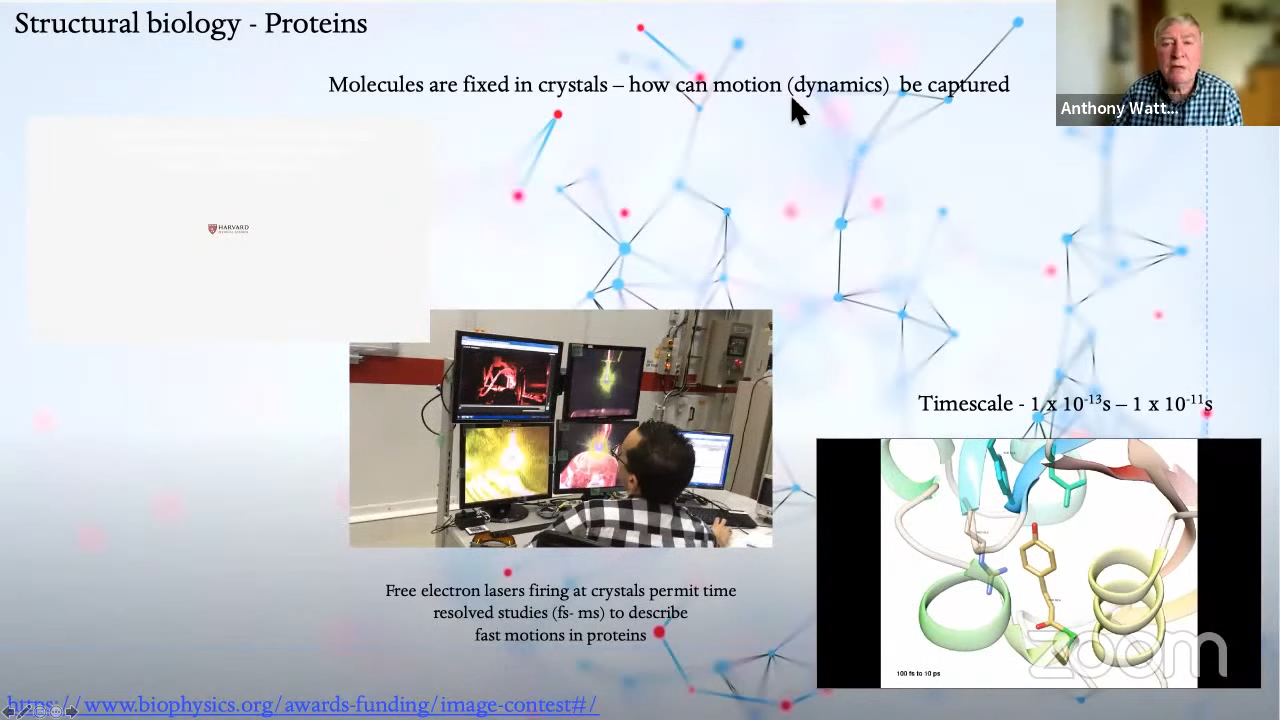 Structural biology - Proteins
Molecules are fixed in crystals – how can motion (dynamics) be captured
Anthony Watt...
HARVARD
Timescale - 1 x 10⁻¹³s – 1 x 10⁻¹¹s
Free electron lasers firing at crystals permit time
resolved studies (fs- ms) to describe
fast motions in proteins
100 fs to 10 ps
zoom
https://www.biophysics.org/awards-funding/image-contest#/